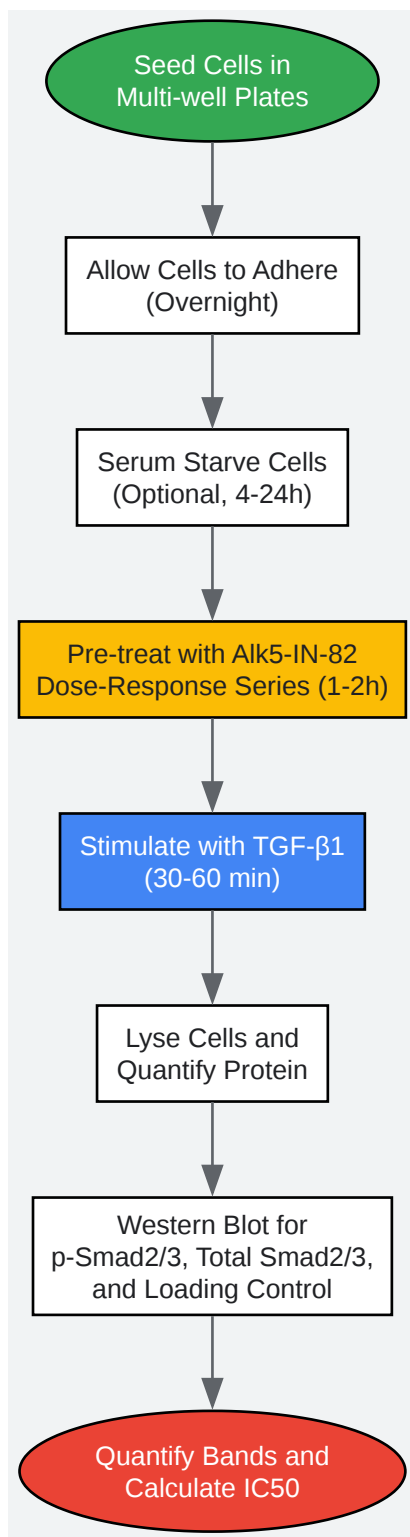 Seed Cells in
Multi-well Plates
Allow Cells to Adhere
(Overnight)
Serum Starve Cells
(Optional, 4-24h)
Pre-treat with Alk5-IN-82
Dose-Response Series (1-2h)
Stimulate with TGF-β1
(30-60 min)
Lyse Cells and
Quantify Protein
Western Blot for
p-Smad2/3, Total Smad2/3,
and Loading Control
Quantify Bands and
Calculate IC50